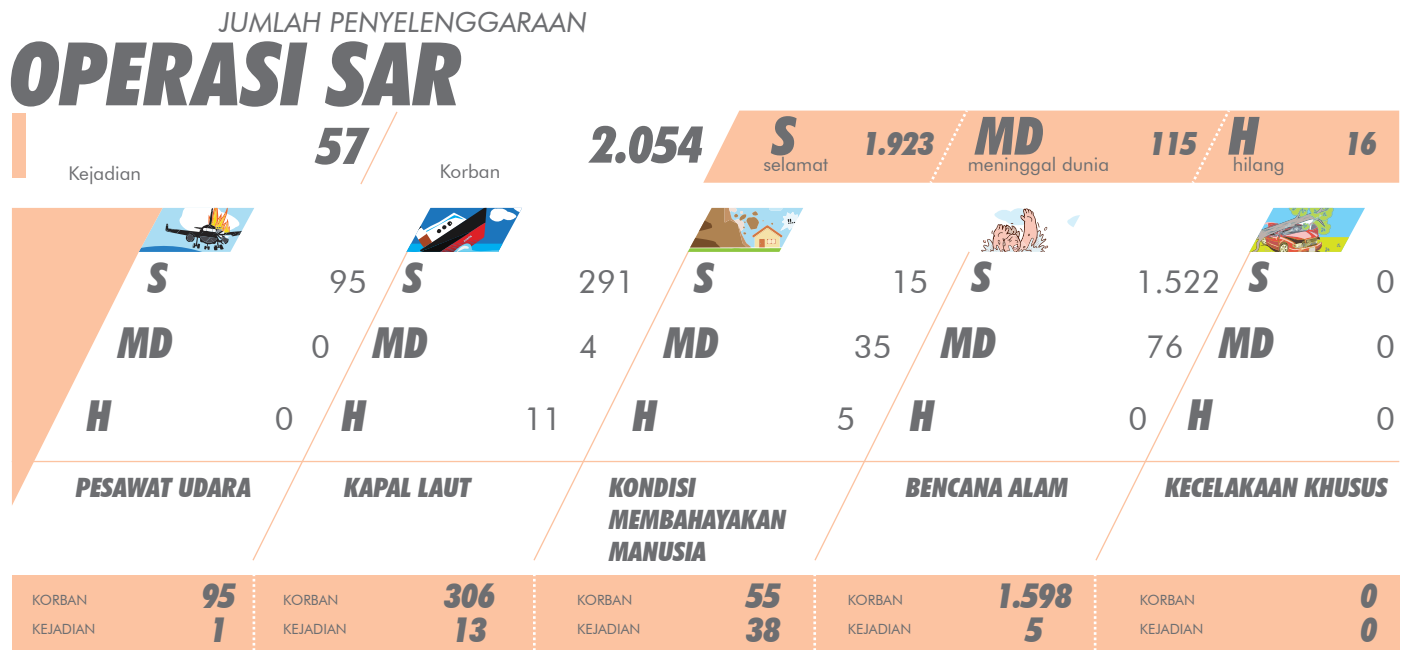 JUMLAH PENYELENGGARAAN
OPERASI SAR
Kejadian 57
Korban 2.054
S selamat 1.923
MD meninggal dunia 115
H hilang 16
!!..
S 95 S 291 S 15 S 1.522 S 0
MD 0 MD 4 MD 35 MD 76 MD 0
H 0 H 11 H 5 H 0 H 0
PESAWAT UDARA
KAPAL LAUT
KONDISI
MEMBAHAYAKAN
MANUSIA
BENCANA ALAM
KECELAKAAN KHUSUS
KORBAN 95 KORBAN 306 KORBAN 55 KORBAN 1.598 KORBAN 0
KEJADIAN 1 KEJADIAN 13 KEJADIAN 38 KEJADIAN 5 KEJADIAN 0